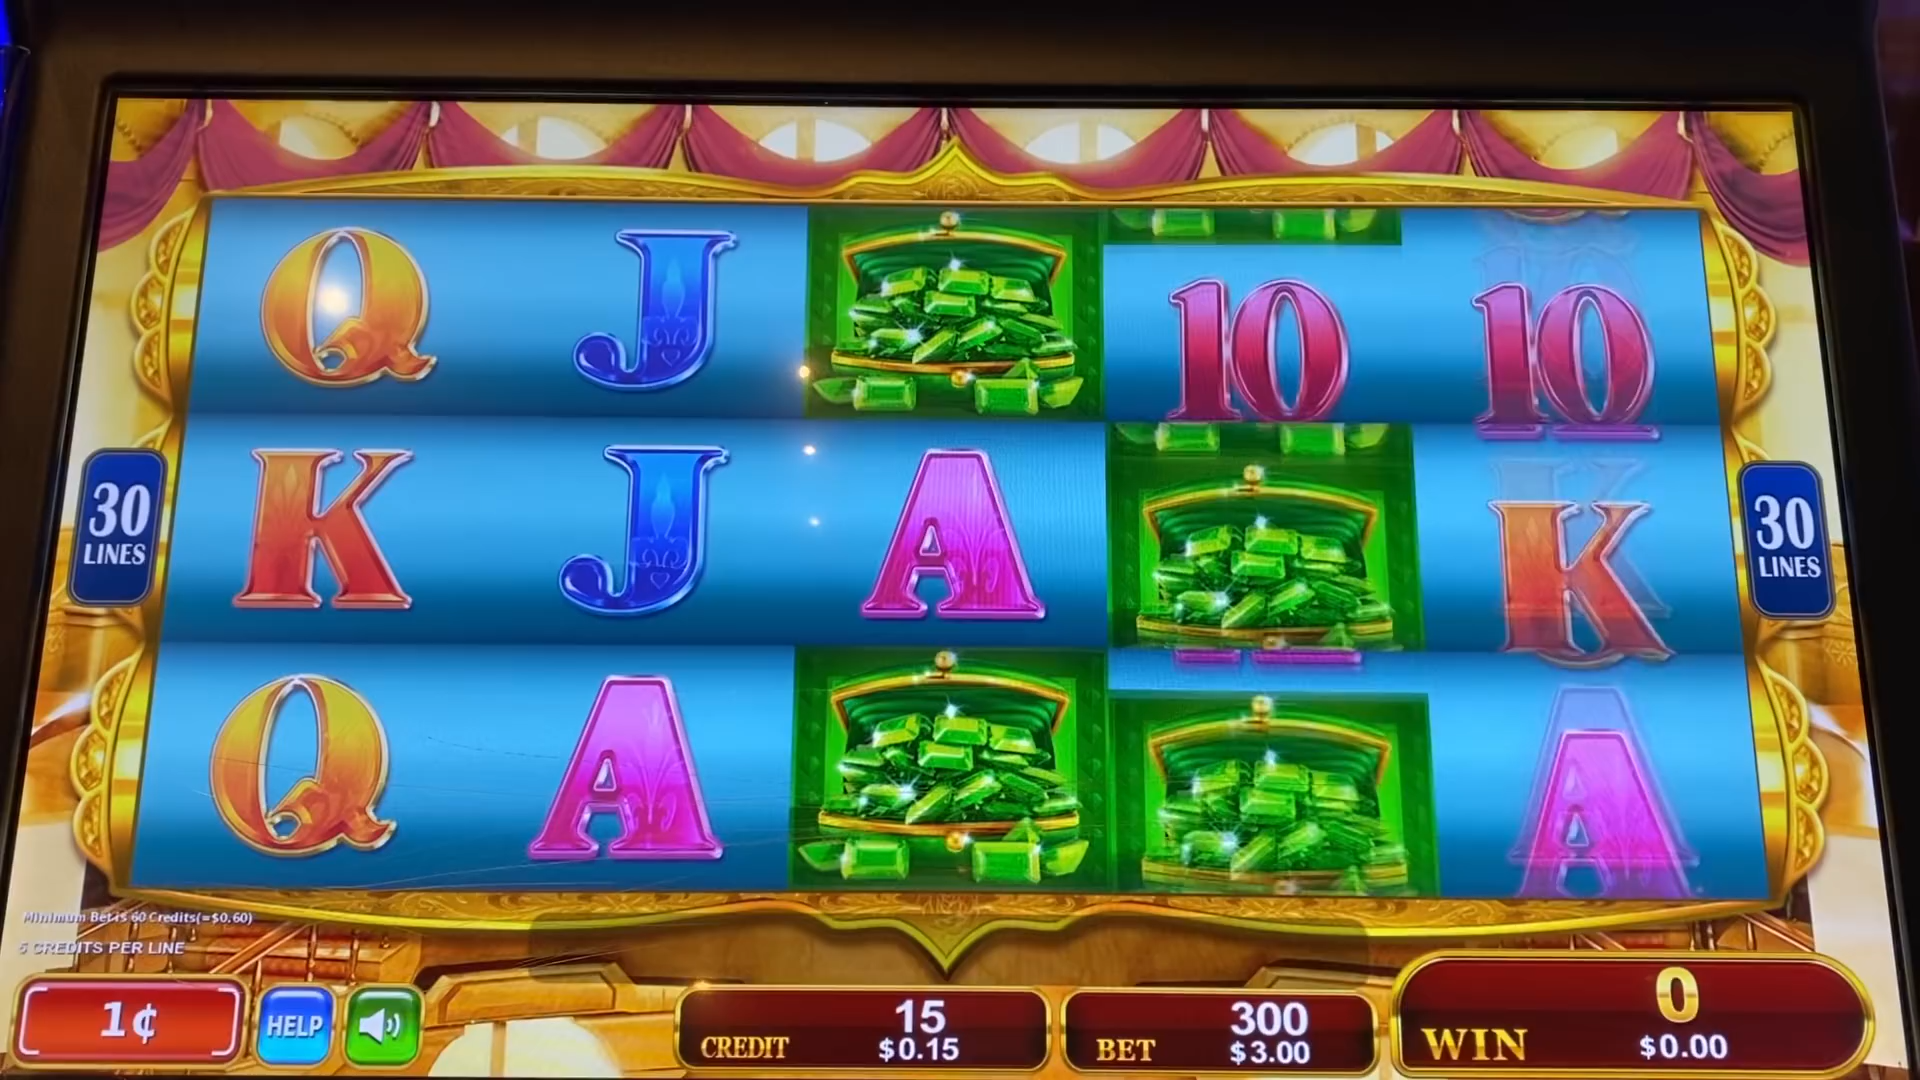 Q J 10 10
30 LINES
K J A K
30 LINES
Q A A
Minimum Bet is 60 Credits(=$0.60)
5 CREDITS PER LINE
1¢
HELP
CREDIT 15
$0.15
BET 300
$3.00
WIN 0
$0.00